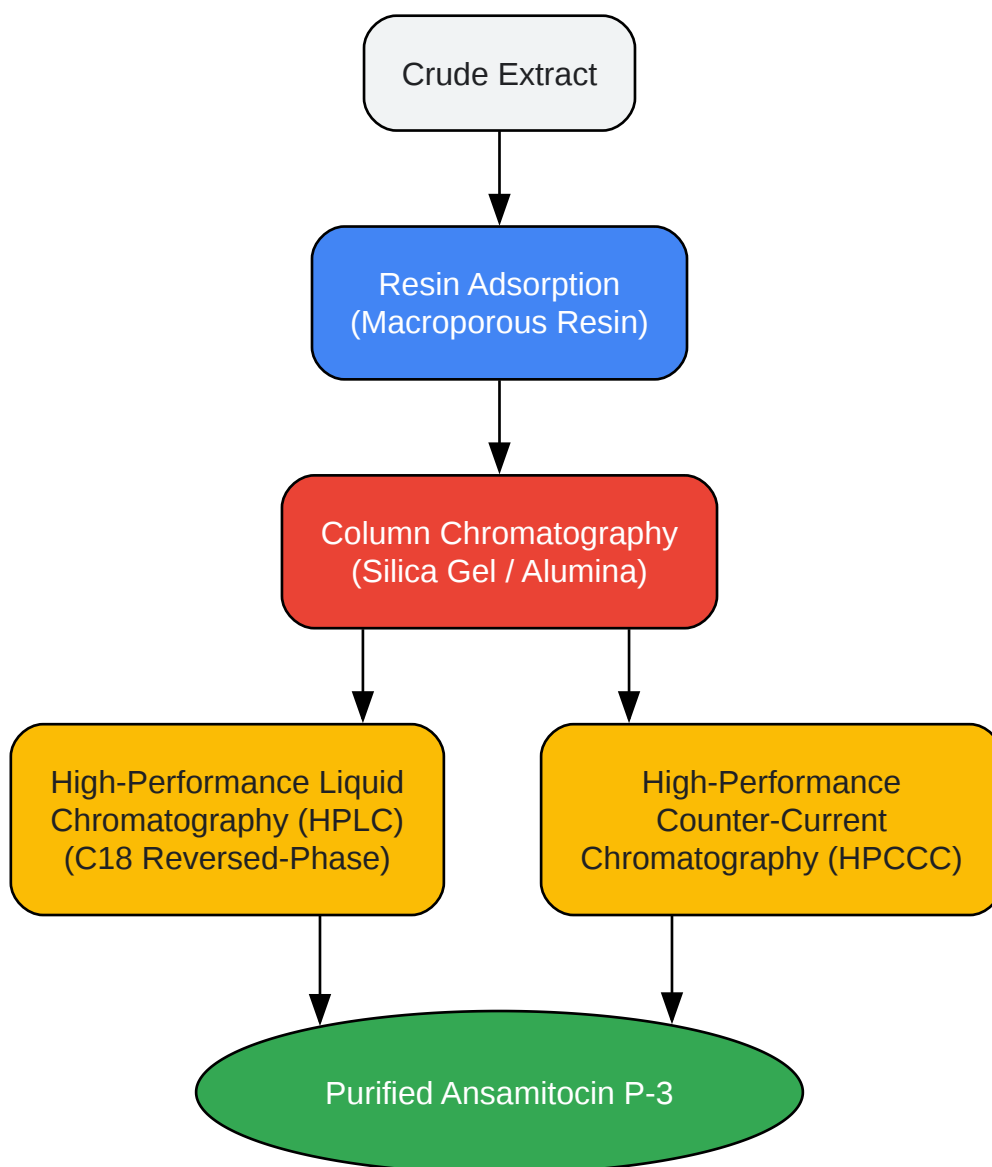 Crude Extract
Resin Adsorption
(Macroporous Resin)
Column Chromatography
(Silica Gel / Alumina)
High-Performance Liquid
Chromatography (HPLC)
(C18 Reversed-Phase)
High-Performance
Counter-Current
Chromatography (HPCCC)
Purified Ansamitocin P-3